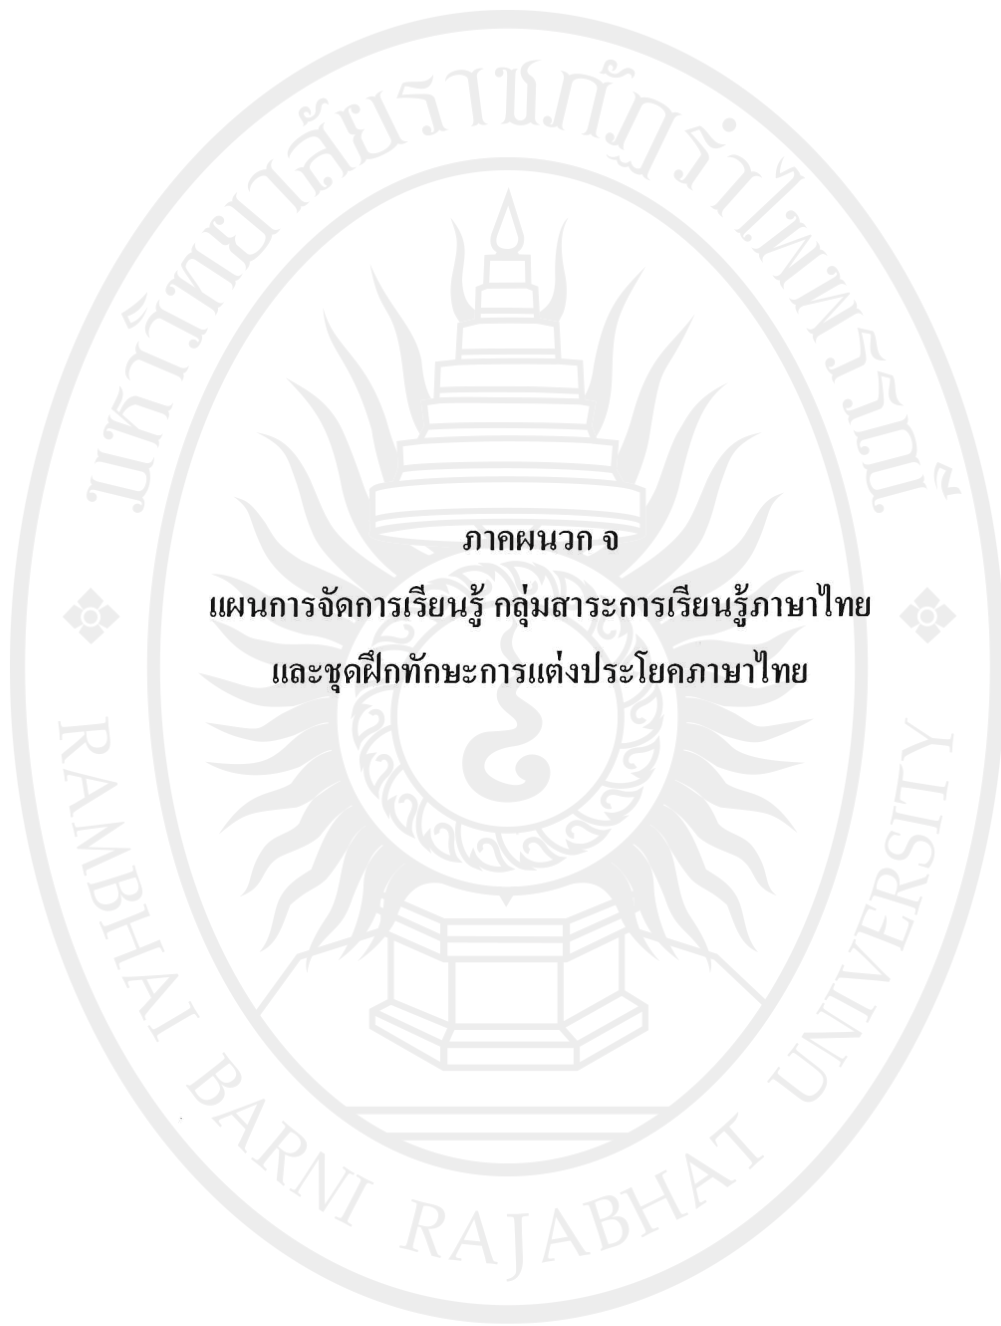 มหาวิทยาลัยราชภัฏรำไพพรรณี
ภาคผนวก จ
แผนการจัดการเรียนรู้ กลุ่มสาระการเรียนรู้ภาษาไทย
และชุดฝึกทักษะการแต่งประโยคภาษาไทย
RAMBHAI BARNI RAJABHAT UNIVERSITY